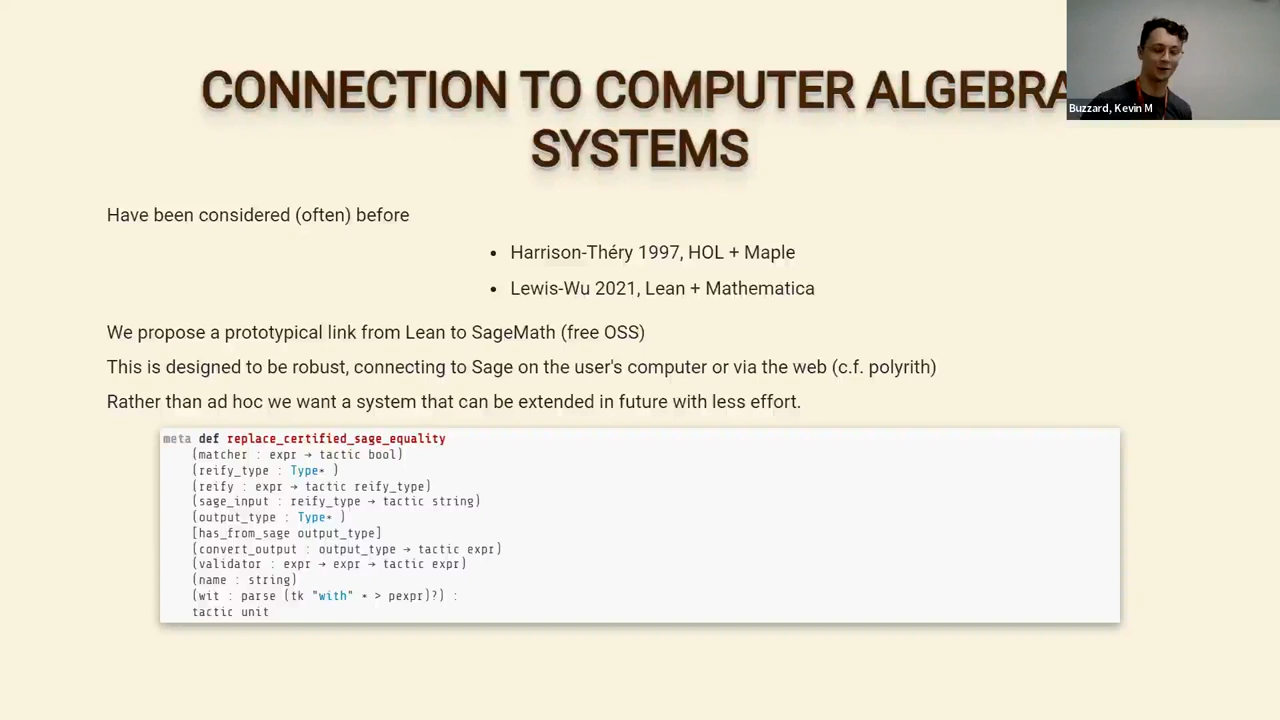 CONNECTION TO COMPUTER ALGEBRA
SYSTEMS
Buzzard, Kevin M
Have been considered (often) before
• Harrison-Théry 1997, HOL + Maple
• Lewis-Wu 2021, Lean + Mathematica
We propose a prototypical link from Lean to SageMath (free OSS)
This is designed to be robust, connecting to Sage on the user's computer or via the web (c.f. polyrith)
Rather than ad hoc we want a system that can be extended in future with less effort.
meta def replace_certified_sage_equality
(matcher : expr → tactic bool)
(reify_type : Type* )
(reify : expr → tactic reify_type)
(sage_input : reify_type → tactic string)
(output_type : Type* )
[has_from_sage output_type]
(convert_output : output_type → tactic expr)
(validator : expr → expr → tactic expr)
(name : string)
(wit : parse (tk "with" * > pexpr)?) :
tactic unit